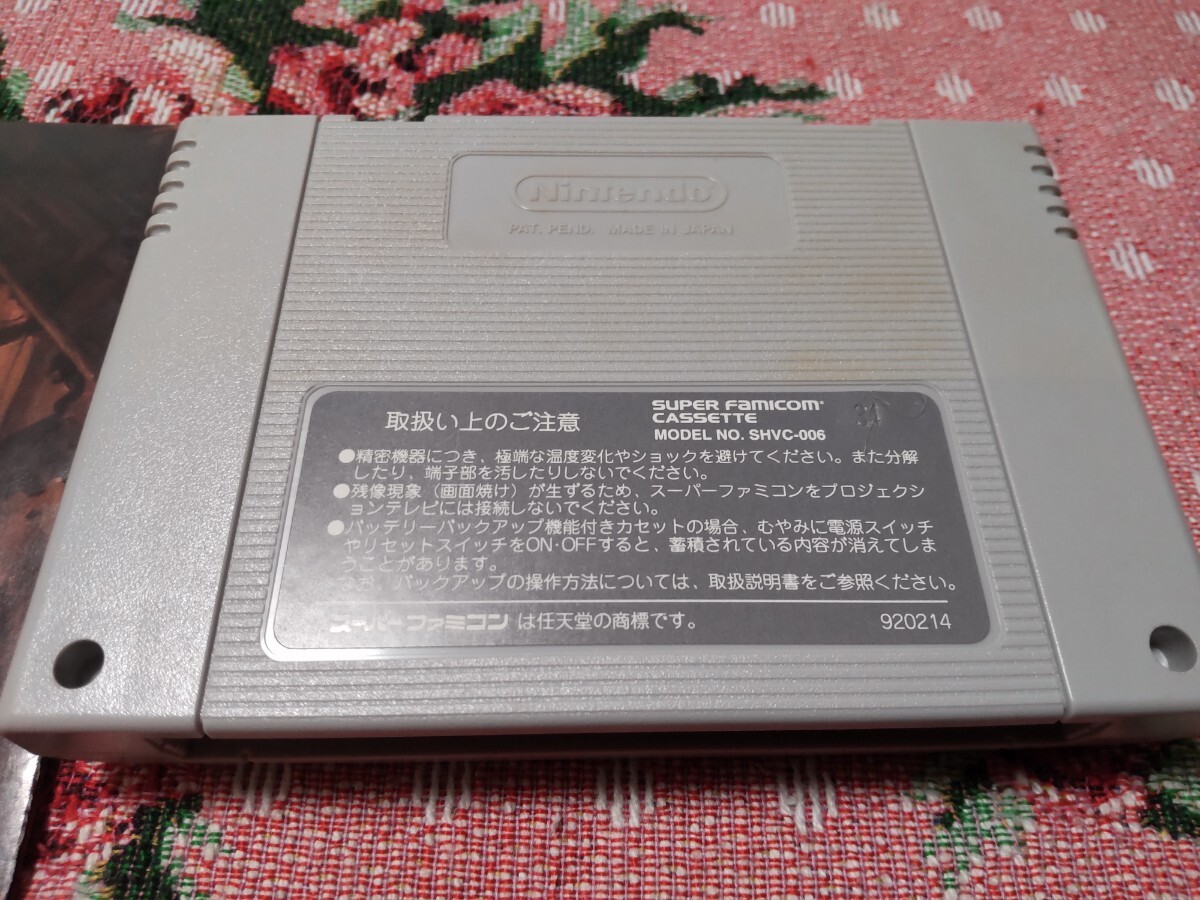 Nintendo
PAT. PEND. MADE IN JAPAN
取扱い上のご注意
SUPER FAMICOM
CASSETTE
MODEL NO. SHVC-006
●精密機器につき、極端な温度変化やショックを避けてください。また分解
したり、端子部を汚したりしないでください。
●残像現象（画面焼け）が生ずるため、スーパーファミコンをプロジェクシ
ョンテレビには接続しないでください。
●バッテリーバックアップ機能付きカセットの場合、むやみに電源スイッチ
やリセットスイッチをON・OFFすると、蓄積されている内容が消えてしま
うことがあります。
なお、バックアップの操作方法については、取扱説明書をご参照ください。
スーパーファミコン は任天堂の商標です。
920214